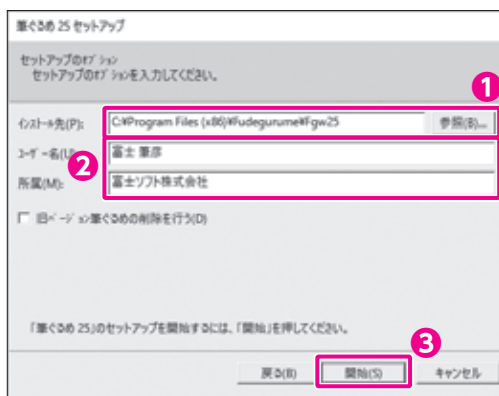 筆ぐるめ 25 セットアップ
セットアップのオプション
セットアップのオプションを入力してください。
❶
インストール先(P): C:¥Program Files (x86)¥Fudegurume¥Fgw25 参照(B)...
❷
ユーザー名(U): 富士 筆彦
所属(M): 富士ソフト株式会社
旧バージョン筆ぐるめの削除を行う(D)
「筆ぐるめ 25」のセットアップを開始するには、「開始」を押してください。
❸
戻る(B) 開始(S) キャンセル